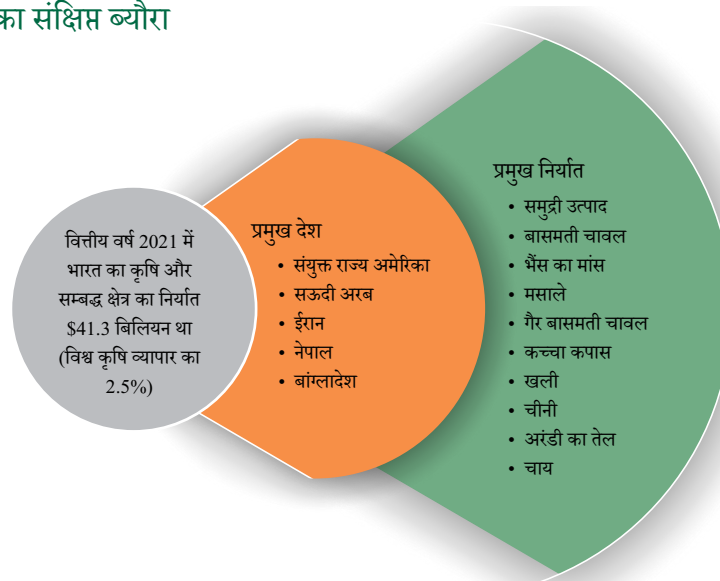 का संक्षिप्त ब्यौरा
वित्तीय वर्ष 2021 में
भारत का कृषि और
सम्बद्ध क्षेत्र का निर्यात
$41.3 बिलियन था
(विश्व कृषि व्यापार का
2.5%)
प्रमुख देश
• संयुक्त राज्य अमेरिका
• सऊदी अरब
• ईरान
• नेपाल
• बांग्लादेश
प्रमुख निर्यात
• समुद्री उत्पाद
• बासमती चावल
• भैंस का मांस
• मसाले
• गैर बासमती चावल
• कच्चा कपास
• खली
• चीनी
• अरंडी का तेल
• चाय